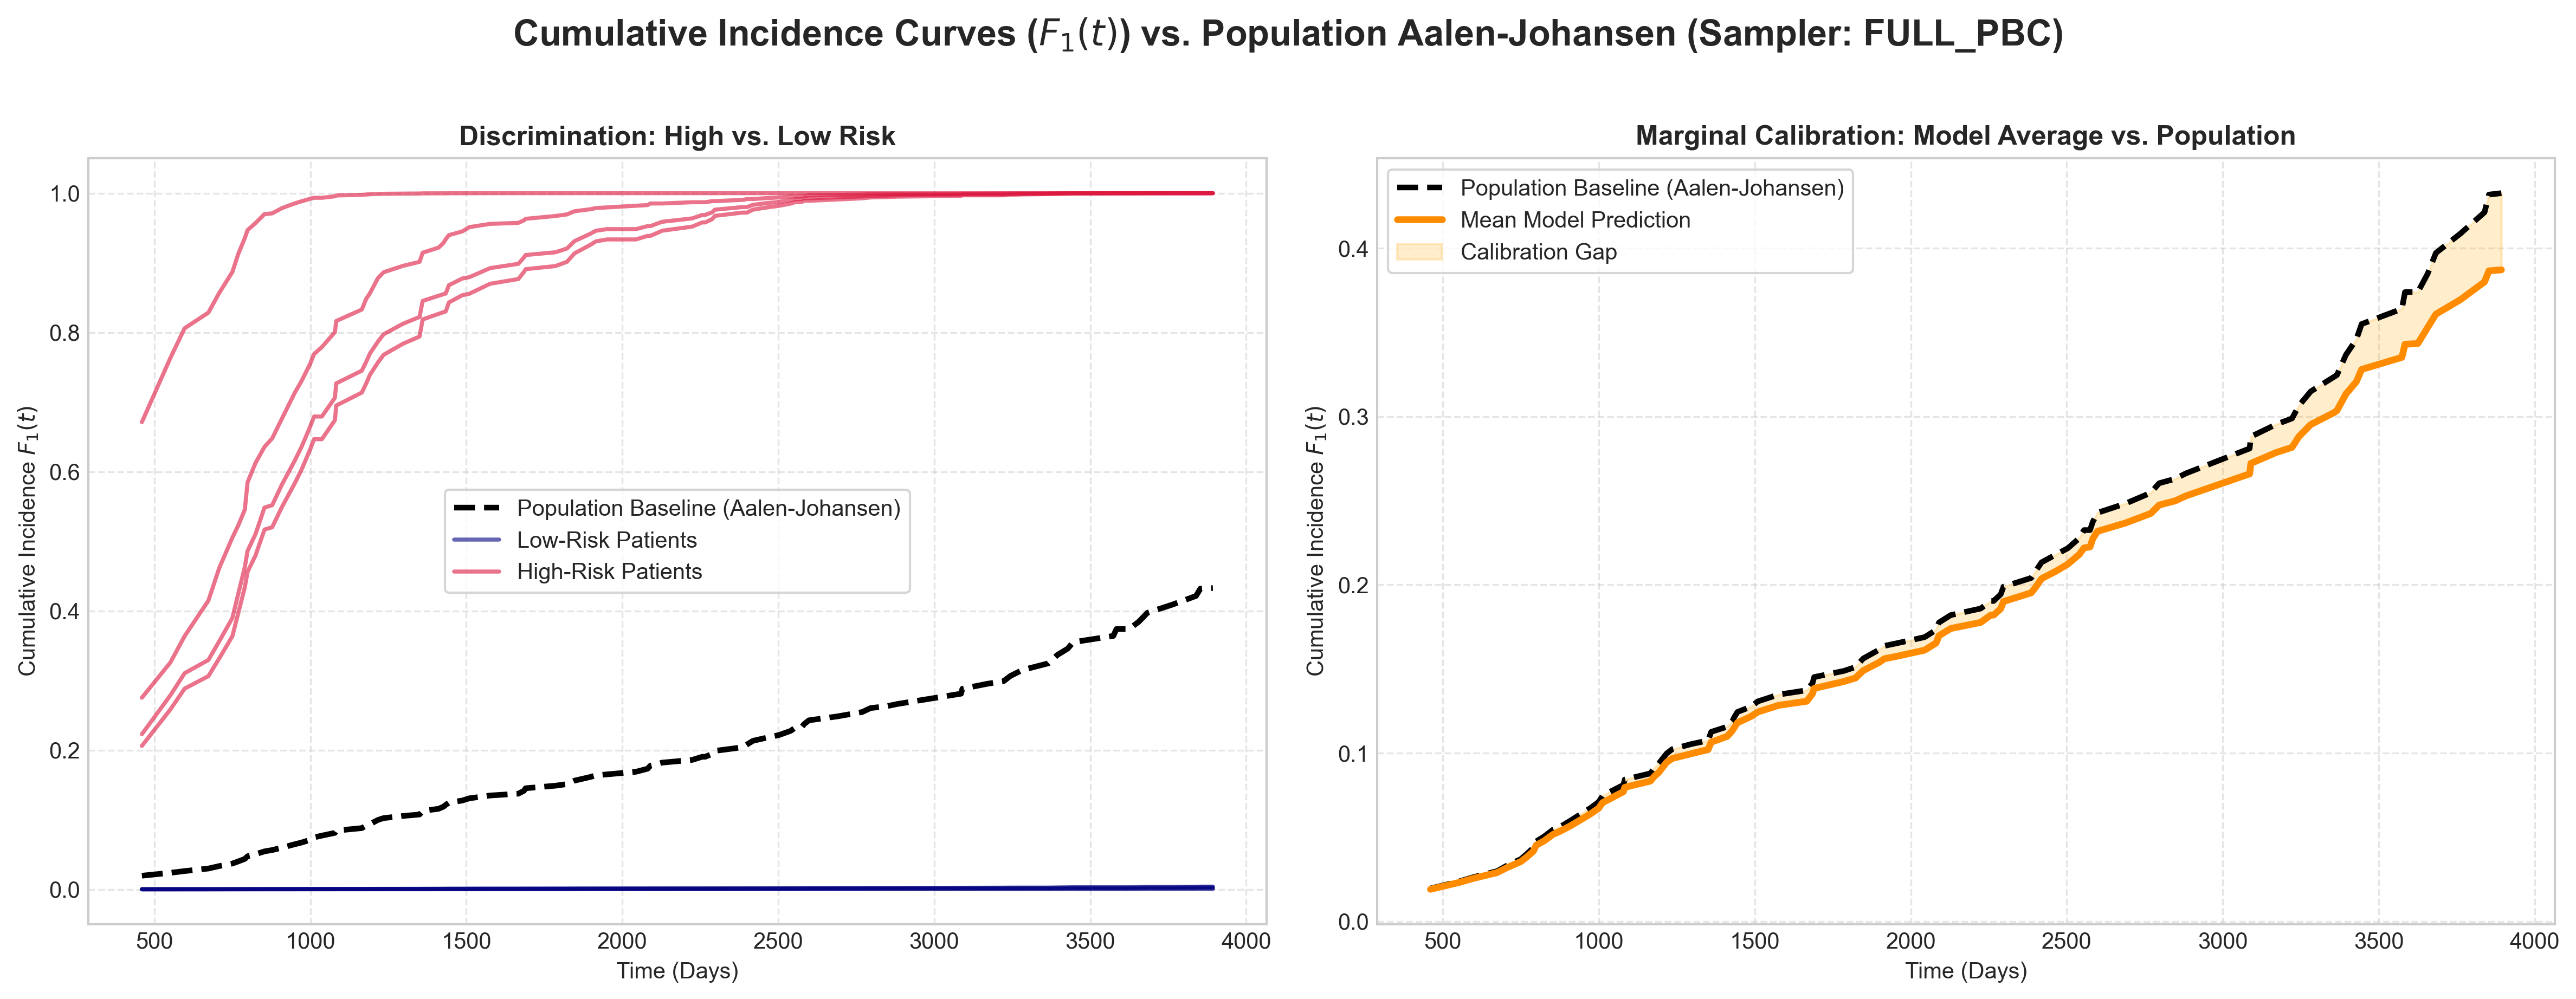 Cumulative Incidence Curves (F₁(t)) vs. Population Aalen-Johansen (Sampler: FULL_PBC)
Discrimination: High vs. Low Risk
Cumulative Incidence F₁(t)
1.0
0.8
0.6
0.4
0.2
0.0
Population Baseline (Aalen-Johansen)
Low-Risk Patients
High-Risk Patients
500 1000 1500 2000 2500 3000 3500 4000
Time (Days)
Marginal Calibration: Model Average vs. Population
Cumulative Incidence F₁(t)
0.4
0.3
0.2
0.1
0.0
Population Baseline (Aalen-Johansen)
Mean Model Prediction
Calibration Gap
500 1000 1500 2000 2500 3000 3500 4000
Time (Days)